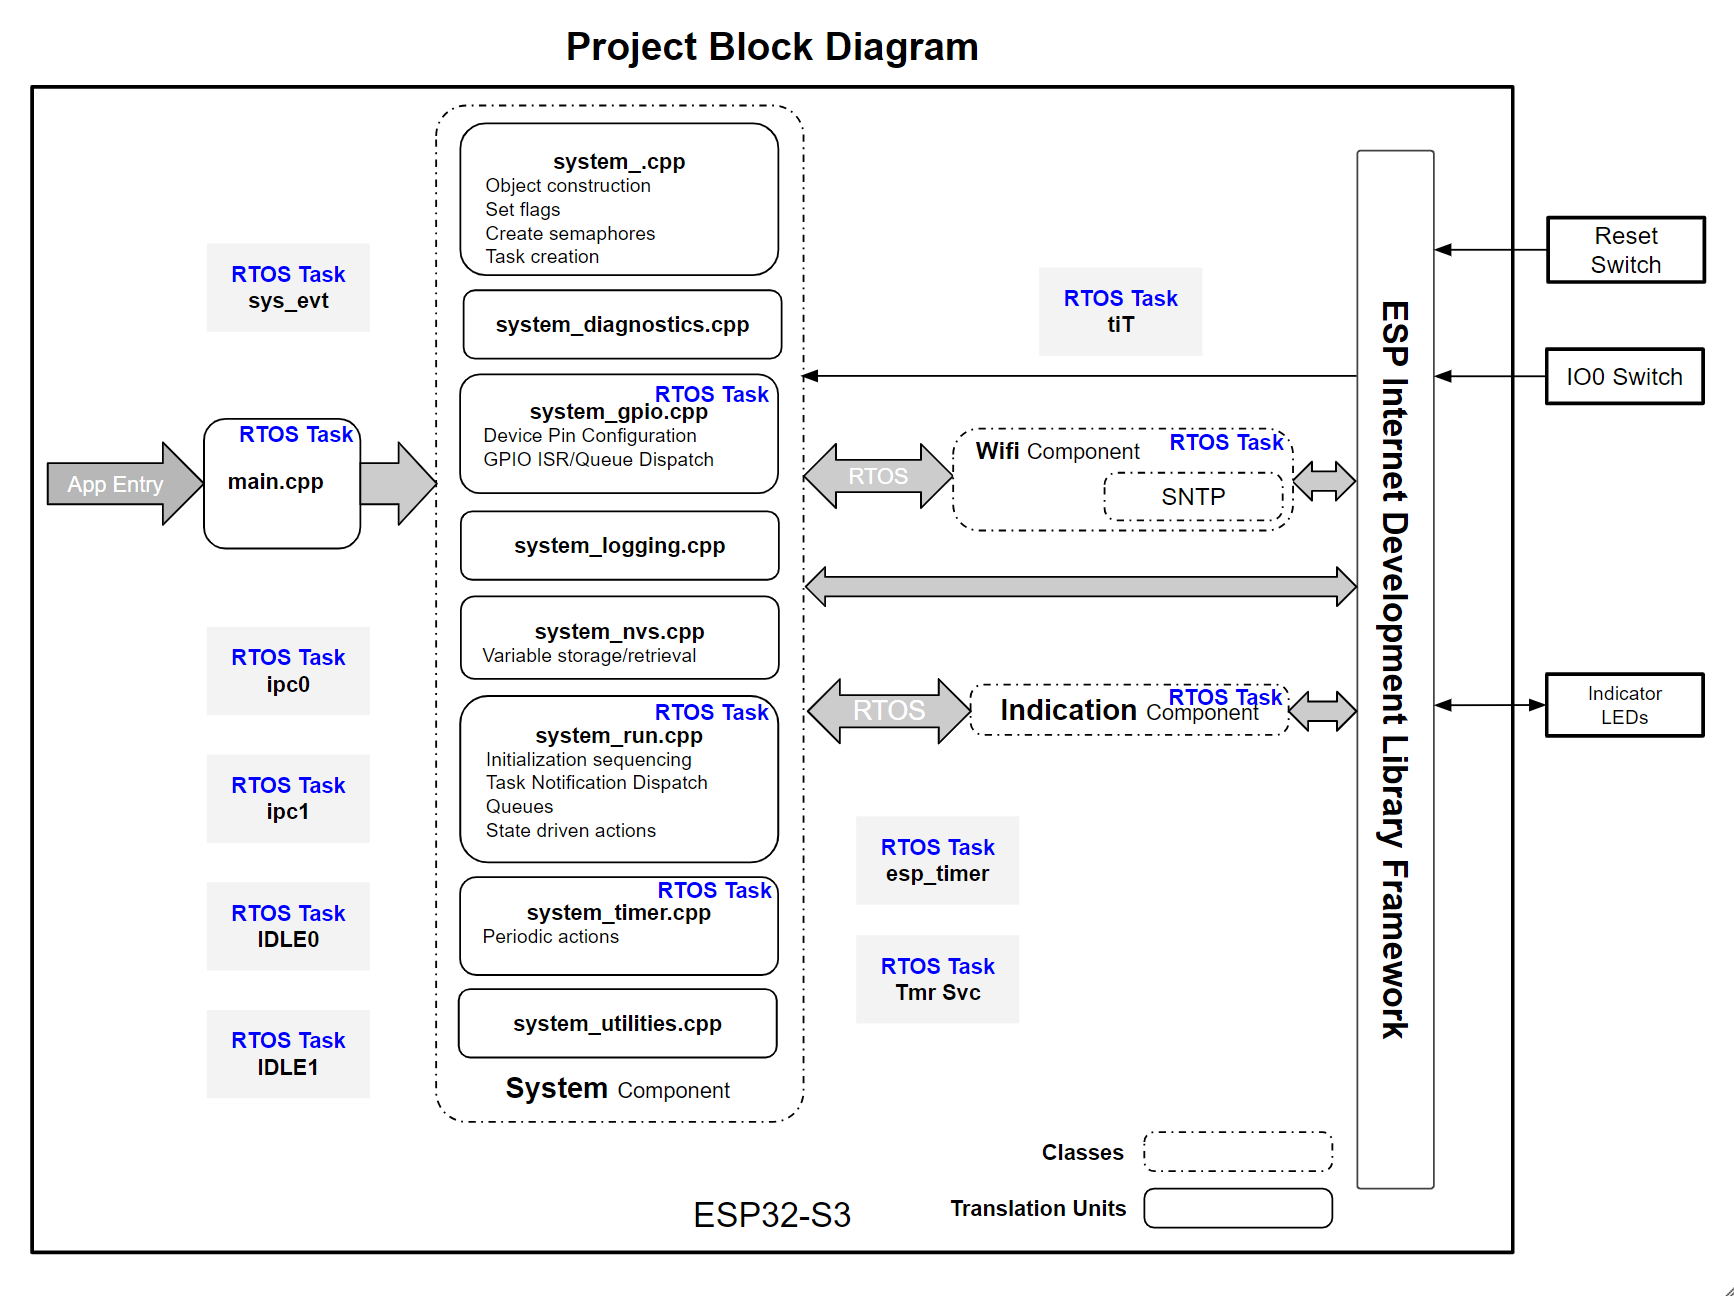 Project Block Diagram
system_.cpp
Object construction
Set flags
Create semaphores
Task creation
system_diagnostics.cpp
RTOS Task
system_gpio.cpp
Device Pin Configuration
GPIO ISR/Queue Dispatch
system_logging.cpp
system_nvs.cpp
Variable storage/retrieval
RTOS Task
system_run.cpp
Initialization sequencing
Task Notification Dispatch
Queues
State driven actions
RTOS Task
system_timer.cpp
Periodic actions
system_utilities.cpp
System Component
RTOS Task
sys_evt
App Entry
RTOS Task
main.cpp
RTOS Task
ipc0
RTOS Task
ipc1
RTOS Task
IDLE0
RTOS Task
IDLE1
RTOS Task
tiT
RTOS
Wifi Component
RTOS Task
SNTP
RTOS
RTOS Task
Indication Component
RTOS Task
esp_timer
RTOS Task
Tmr Svc
ESP Internet Development Library Framework
Reset
Switch
IO0 Switch
Indicator
LEDs
Classes
Translation Units
ESP32-S3